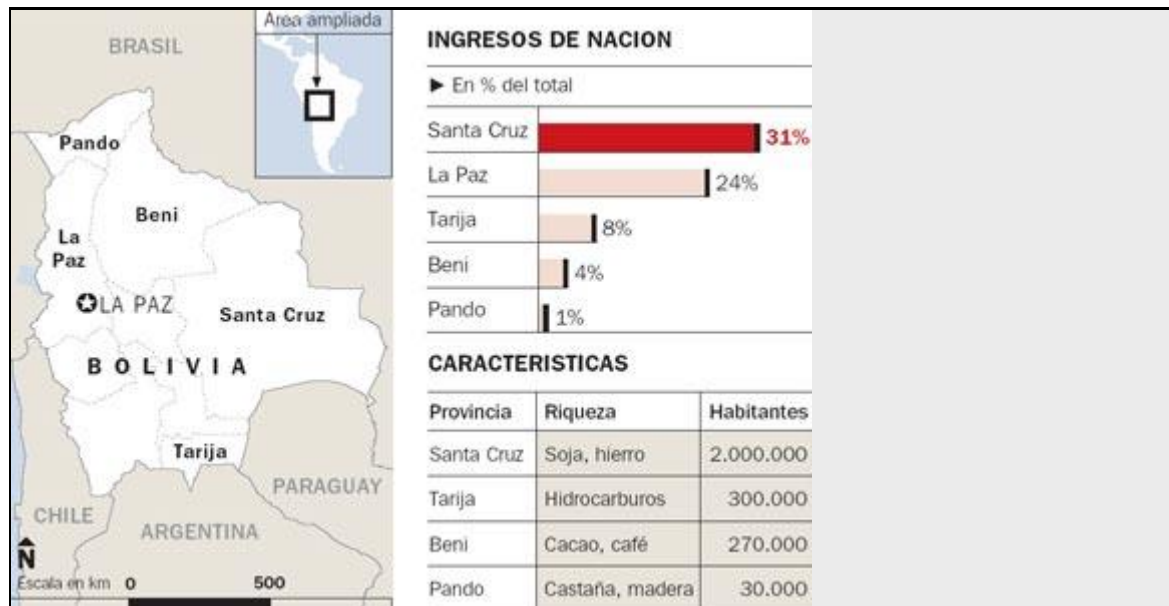 Area ampliada
BRASIL
Pando
Beni
La
Paz
LA PAZ
Santa Cruz
BOLIVIA
Tarija
PARAGUAY
CHILE
ARGENTINA
N
Escala en km 0 500
INGRESOS DE NACION
► En % del total
Santa Cruz 31%
La Paz 24%
Tarija 8%
Beni 4%
Pando 1%
CARACTERISTICAS
Provincia Riqueza Habitantes
Santa Cruz Soja, hierro 2.000.000
Tarija Hidrocarburos 300.000
Beni Cacao, café 270.000
Pando Castaña, madera 30.000